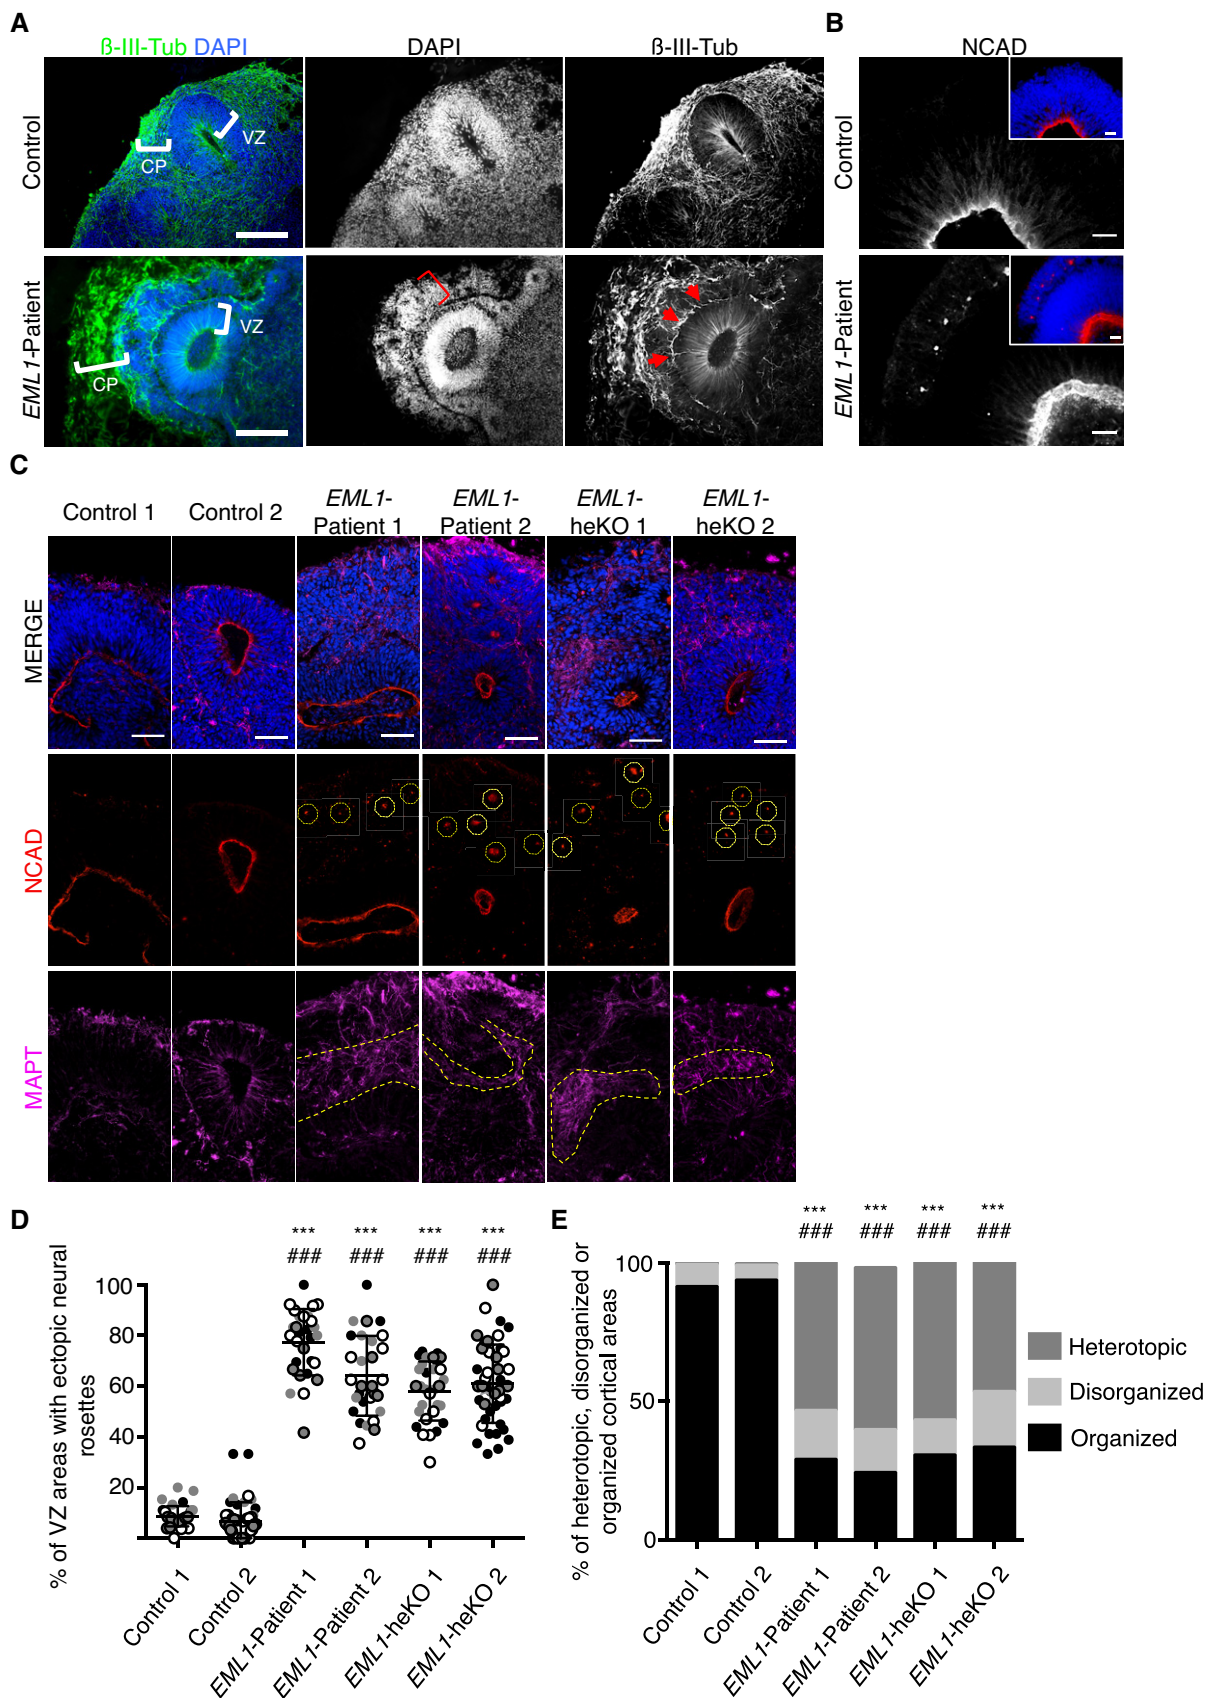 A
B
ß-III-Tub DAPI
DAPI
ß-III-Tub
NCAD
Control
VZ
CP
Control
EML1-Patient
VZ
CP
EML1-Patient
C
Control 1
Control 2
EML1-
Patient 1
EML1-
Patient 2
EML1-
heKO 1
EML1-
heKO 2
MERGE
NCAD
MAPT
D
% of VZ areas with ectopic neural
rosettes
100
80
60
40
20
***
###
***
###
***
###
***
###
Control 1
Control 2
EML1-Patient 1
EML1-Patient 2
EML1-heKO 1
EML1-heKO 2
E
% of heterotopic, disorganized or
organized cortical areas
100
50
0
***
###
***
###
***
###
***
###
Control 1
Control 2
EML1-Patient 1
EML1-Patient 2
EML1-heKO 1
EML1-heKO 2
Heterotopic
Disorganized
Organized